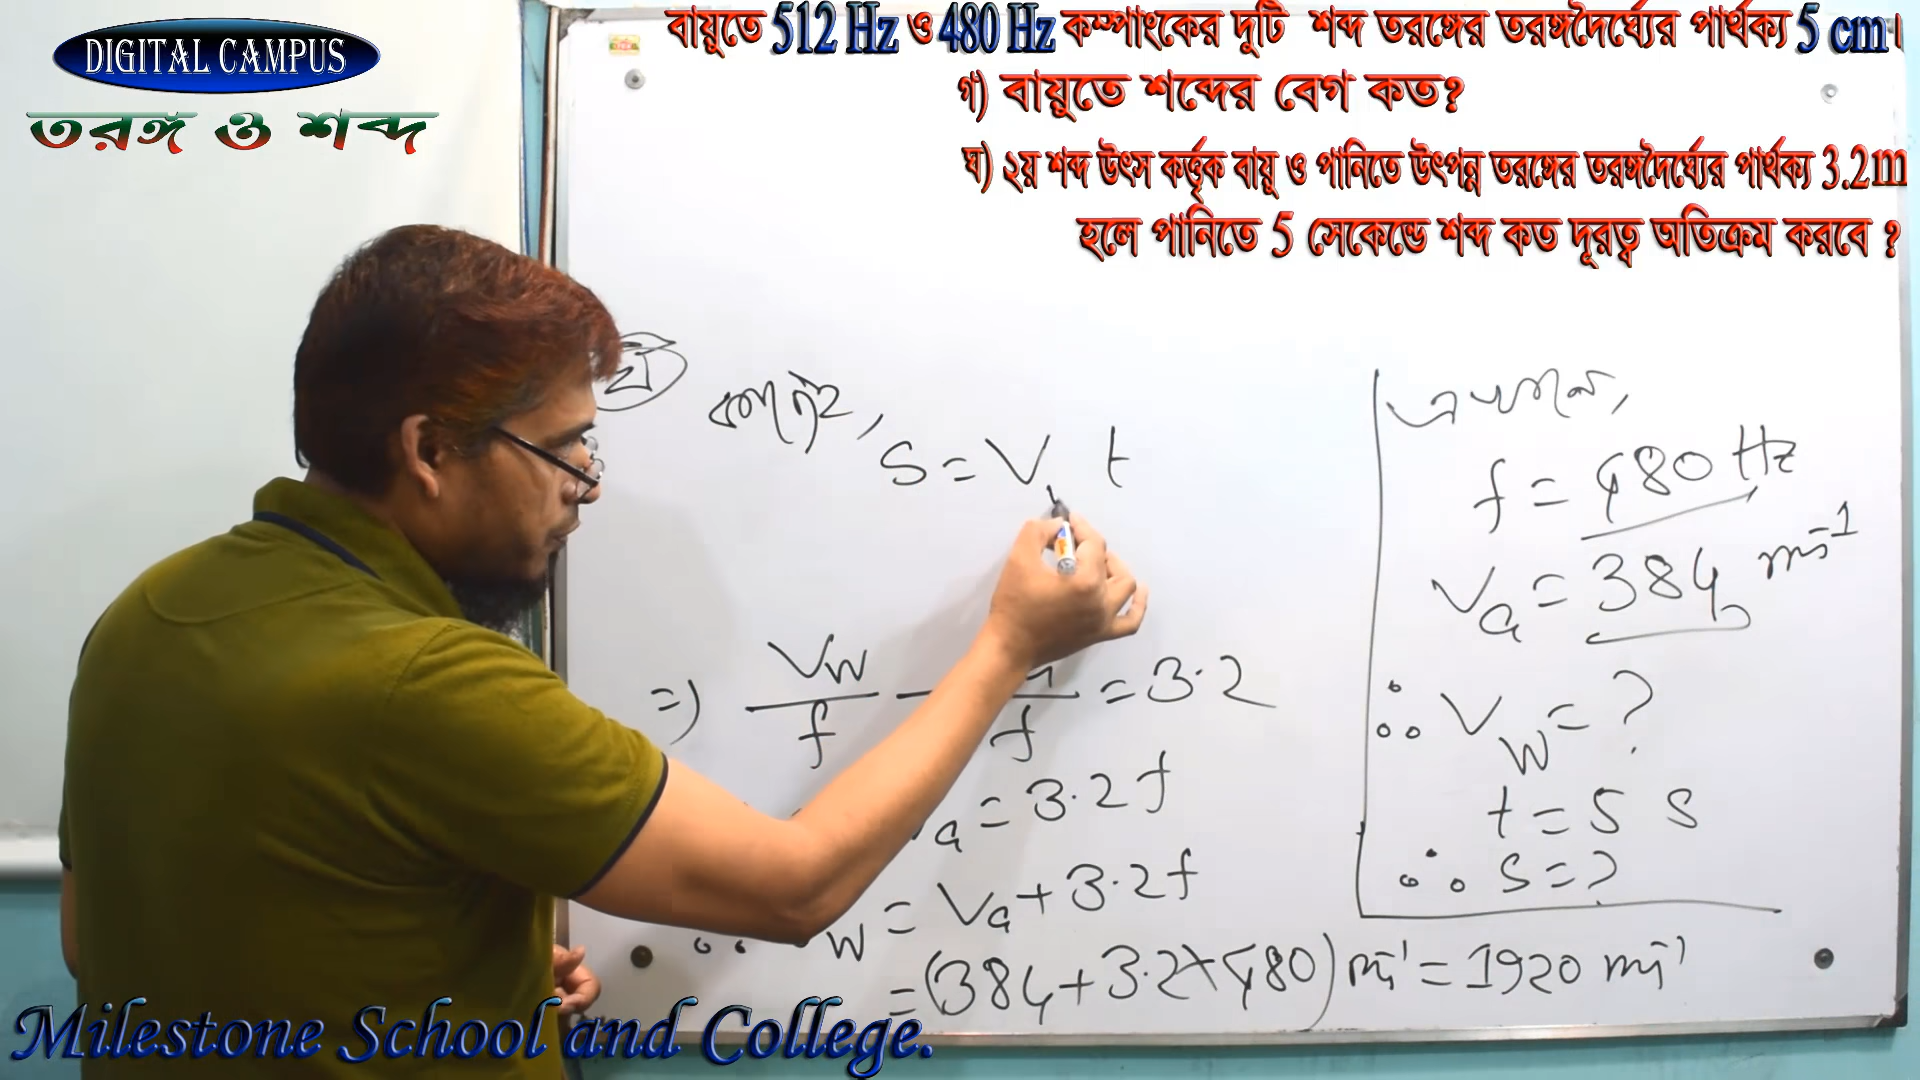 DIGITAL CAMPUS
তরঙ্গ ও শব্দ
বায়ুতে 512 Hz ও 480 Hz কম্পাংকের দুটি শব্দ তরঙ্গের তরঙ্গদৈর্ঘ্যের পার্থক্য 5 cm।
গ) বায়ুতে শব্দের বেগ কত?
ঘ) ২য় শব্দ উৎস কর্তৃক বায়ু ও পানিতে উৎপন্ন তরঙ্গের তরঙ্গদৈর্ঘ্যের পার্থক্য 3.2m
হলে পানিতে 5 সেকেন্ডে শব্দ কত দূরত্ব অতিক্রম করবে ?
ঘ
S = V t
=) Vw/f - /f = 3.2
a = 3.2f
w = Va + 3.2f
= (384 + 3.2 × 480) ms⁻¹ = 1920 ms⁻¹
এখানে,
f = 480 Hz
Va = 384 ms⁻¹
∴ Vw = ?
t = 5 s
∴ S = ?
Milestone School and College.